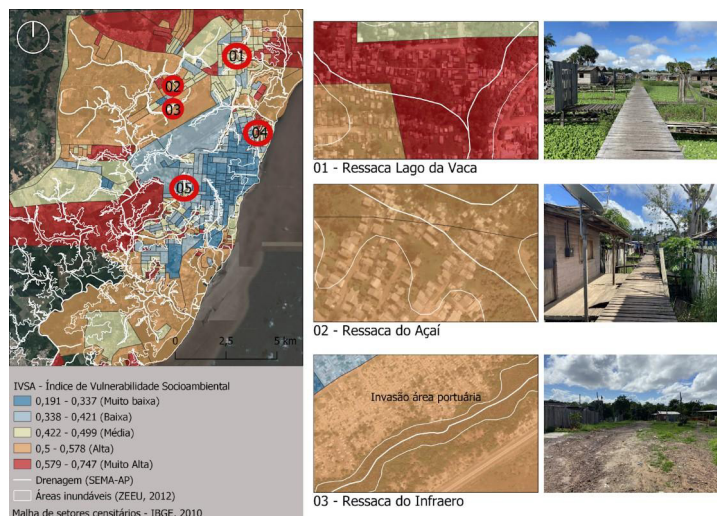 01
02
03
04
05
0 2,5 5 km
IVSA - Índice de Vulnerabilidade Socioambiental
0,191 - 0,337 (Muito baixa)
0,338 - 0,421 (Baixa)
0,422 - 0,499 (Média)
0,5 - 0,578 (Alta)
0,579 - 0,747 (Muito Alta)
Drenagem (SEMA-AP)
Áreas inundáveis (ZEEU, 2012)
Malha de setores censitários - IBGE, 2010
01 - Ressaca Lago da Vaca
02 - Ressaca do Açaí
Invasão área portuária
03 - Ressaca do Infraero